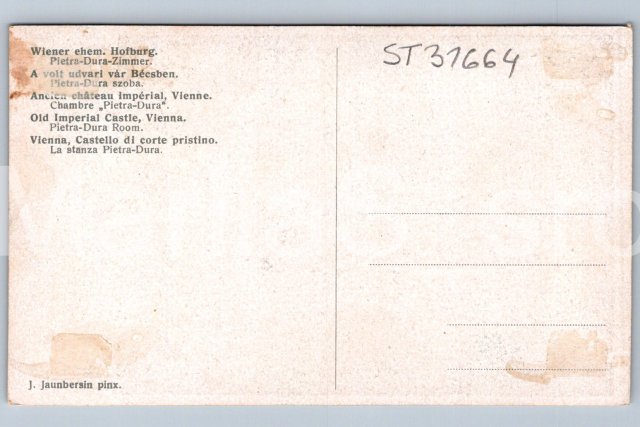 Wiener ehem. Hofburg.
Pietra-Dura-Zimmer.
A volt udvari vár Bécsben.
Pietra-Dura szoba.
Ancien château Impérial, Vienne.
Chambre „Pietra-Dura".
Old Imperial Castle, Vienna.
Pietra-Dura Room.
Vienna, Castello di corte pristino.
La stanza Pietra-Dura.
ST31664
J. Jaunbersin pinx.